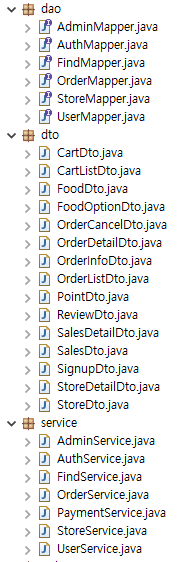 dao
AdminMapper.java
AuthMapper.java
FindMapper.java
OrderMapper.java
StoreMapper.java
UserMapper.java
dto
CartDto.java
CartListDto.java
FoodDto.java
FoodOptionDto.java
OrderCancelDto.java
OrderDetailDto.java
OrderInfoDto.java
OrderListDto.java
PointDto.java
ReviewDto.java
SalesDetailDto.java
SalesDto.java
SignupDto.java
StoreDetailDto.java
StoreDto.java
service
AdminService.java
AuthService.java
FindService.java
OrderService.java
PaymentService.java
StoreService.java
UserService.java